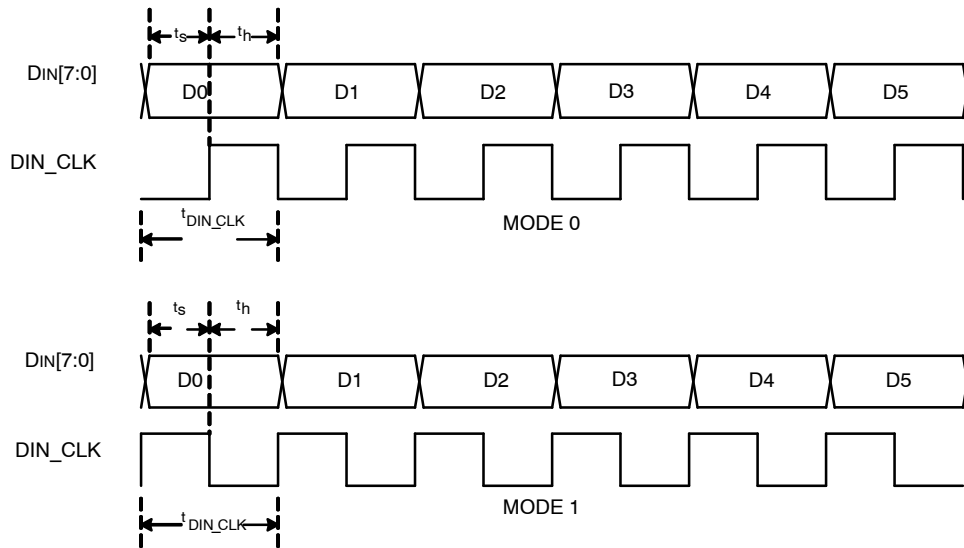 ts th
DIN[7:0] D0 D1 D2 D3 D4 D5
DIN_CLK
tDIN_CLK MODE 0
ts th
DIN[7:0] D0 D1 D2 D3 D4 D5
DIN_CLK
tDIN_CLK MODE 1